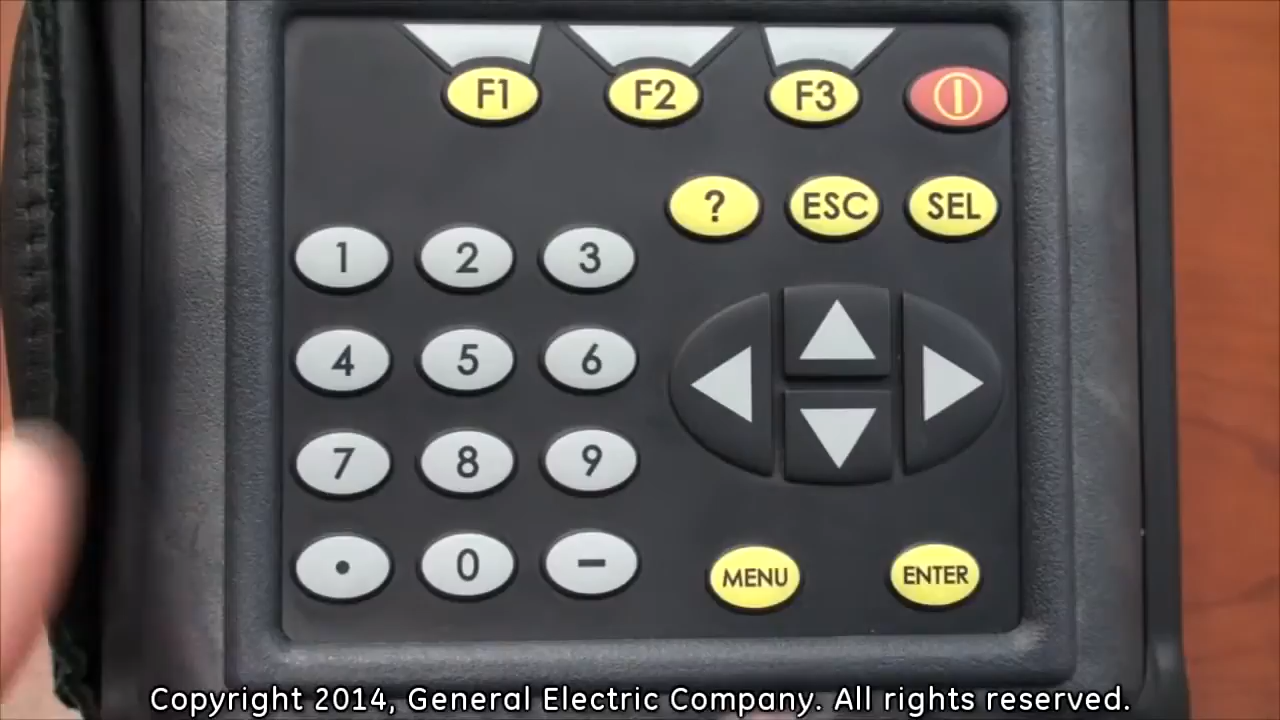 F1 F2 F3
? ESC SEL
1 2 3
4 5 6
7 8 9
• 0 –
MENU ENTER
Copyright 2014, General Electric Company. All rights reserved.